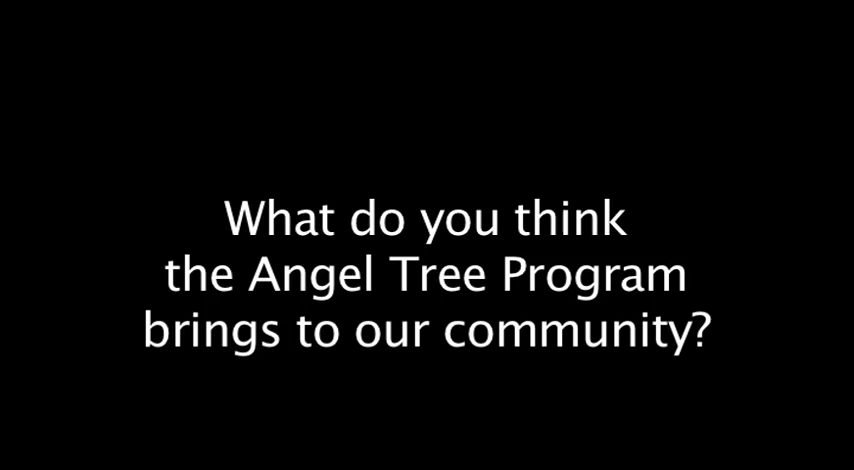 What do you think
the Angel Tree Program
brings to our community?